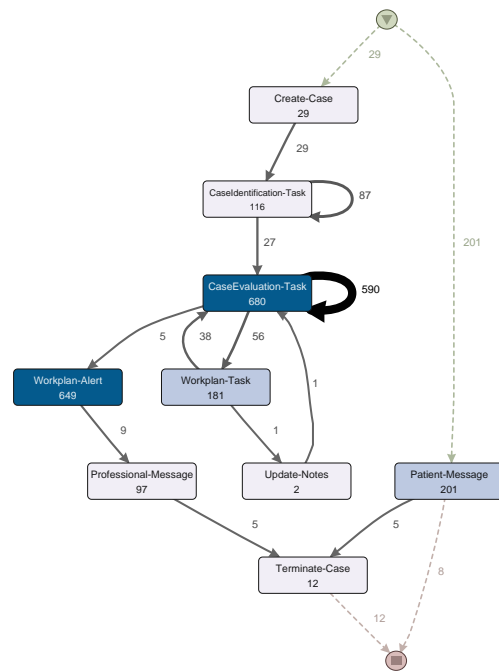 29
Create-Case
29
29
CaseIdentification-Task
116
87
27
201
CaseEvaluation-Task
680
590
5
38
56
1
Workplan-Alert
649
Workplan-Task
181
9
1
Professional-Message
97
Update-Notes
2
Patient-Message
201
5
5
8
Terminate-Case
12
12